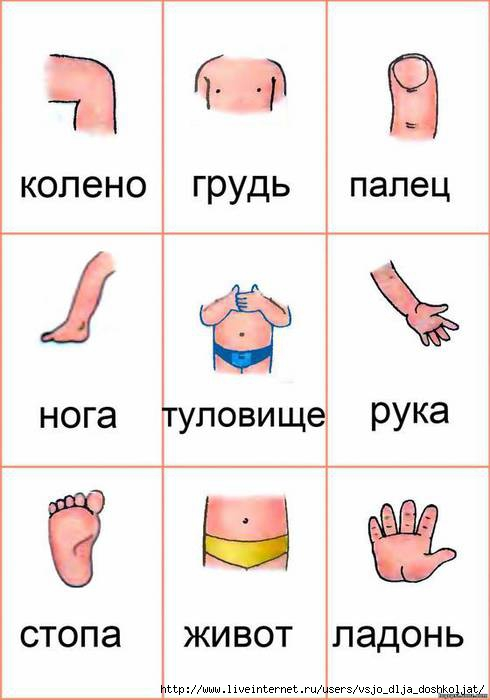 колено грудь палец
нога туловище рука
стопа живот ладонь
http://www.liveinternet.ru/users/vsjo_dlja_doshkoljat/